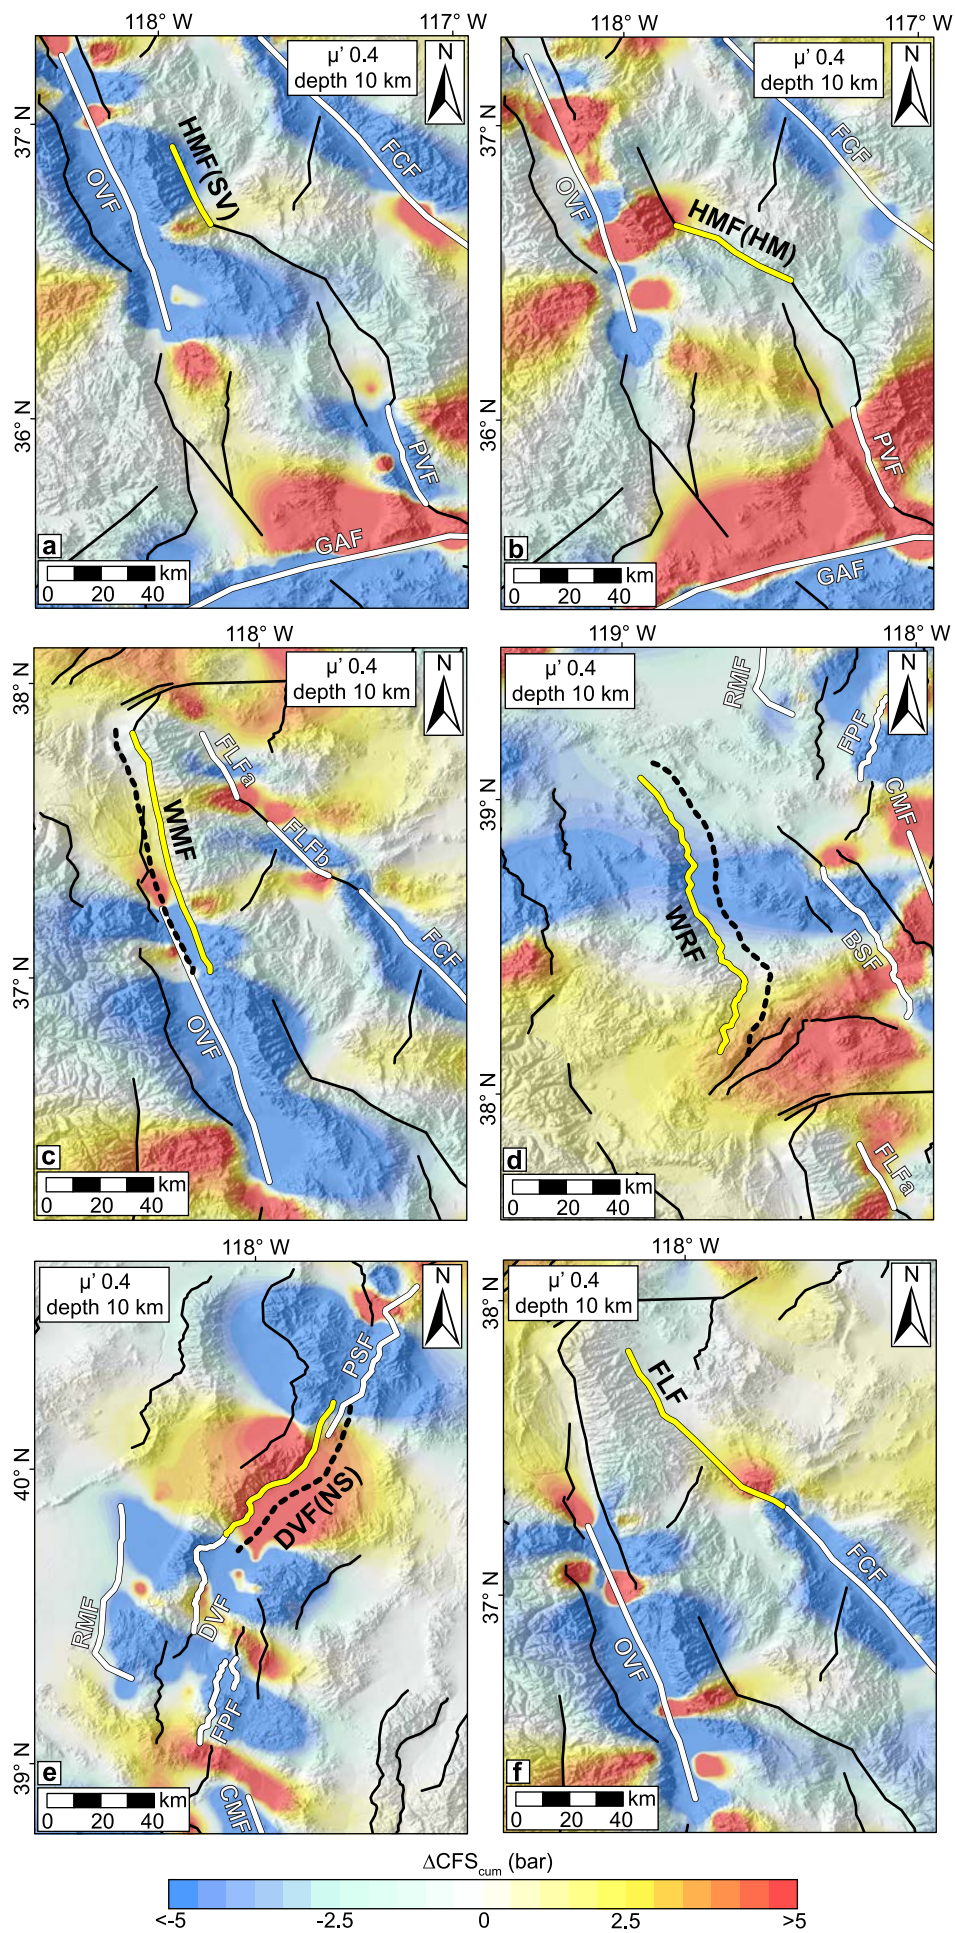 118° W
117° W
118° W
117° W
µ' 0.4
depth 10 km
N
37° N
36° N
HMF(SV)
OVF
FCF
PVF
GAF
a
km
0 20 40
µ' 0.4
depth 10 km
N
37° N
36° N
OVF
FCF
HMF(HM)
PVF
GAF
b
km
0 20 40
118° W
119° W
118° W
µ' 0.4
depth 10 km
N
38° N
37° N
FLFa
WMF
FLFb
FCF
OVF
c
km
0 20 40
µ' 0.4
depth 10 km
N
39° N
38° N
RMF
FPF
CMF
WRF
BSF
FLFa
d
km
0 20 40
118° W
118° W
µ' 0.4
depth 10 km
N
40° N
39° N
PSF
DVF(NS)
RMF
DVF
FPF
CMF
e
km
0 20 40
µ' 0.4
depth 10 km
N
38° N
37° N
FLF
FCF
OVF
f
km
0 20 40
ΔCFScum (bar)
<-5 -2.5 0 2.5 >5